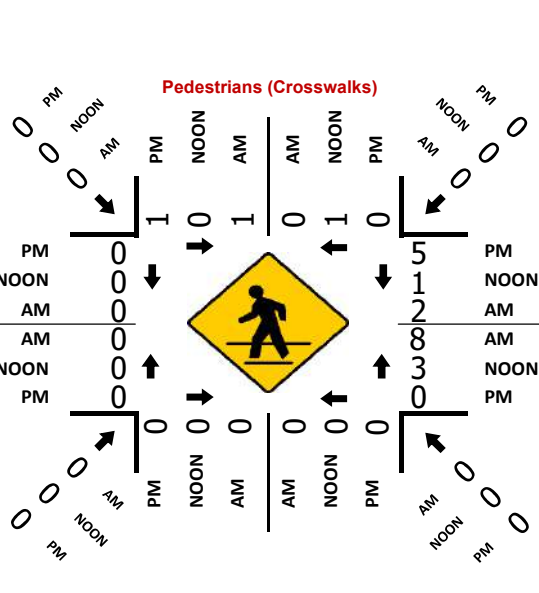 Pedestrians (Crosswalks)
PM NOON AM
0 0 0
PM NOON AM AM NOON PM
1 0 1 0 1 0
PM NOON AM
0 0 0
PM 0 5 PM
NOON 0 1 NOON
AM 0 2 AM
AM 0 8 AM
NOON 0 3 NOON
PM 0 0 PM
0 0 0 0 0 0
PM NOON AM AM NOON PM
0 0 0
AM NOON PM
0 0 0
AM NOON PM